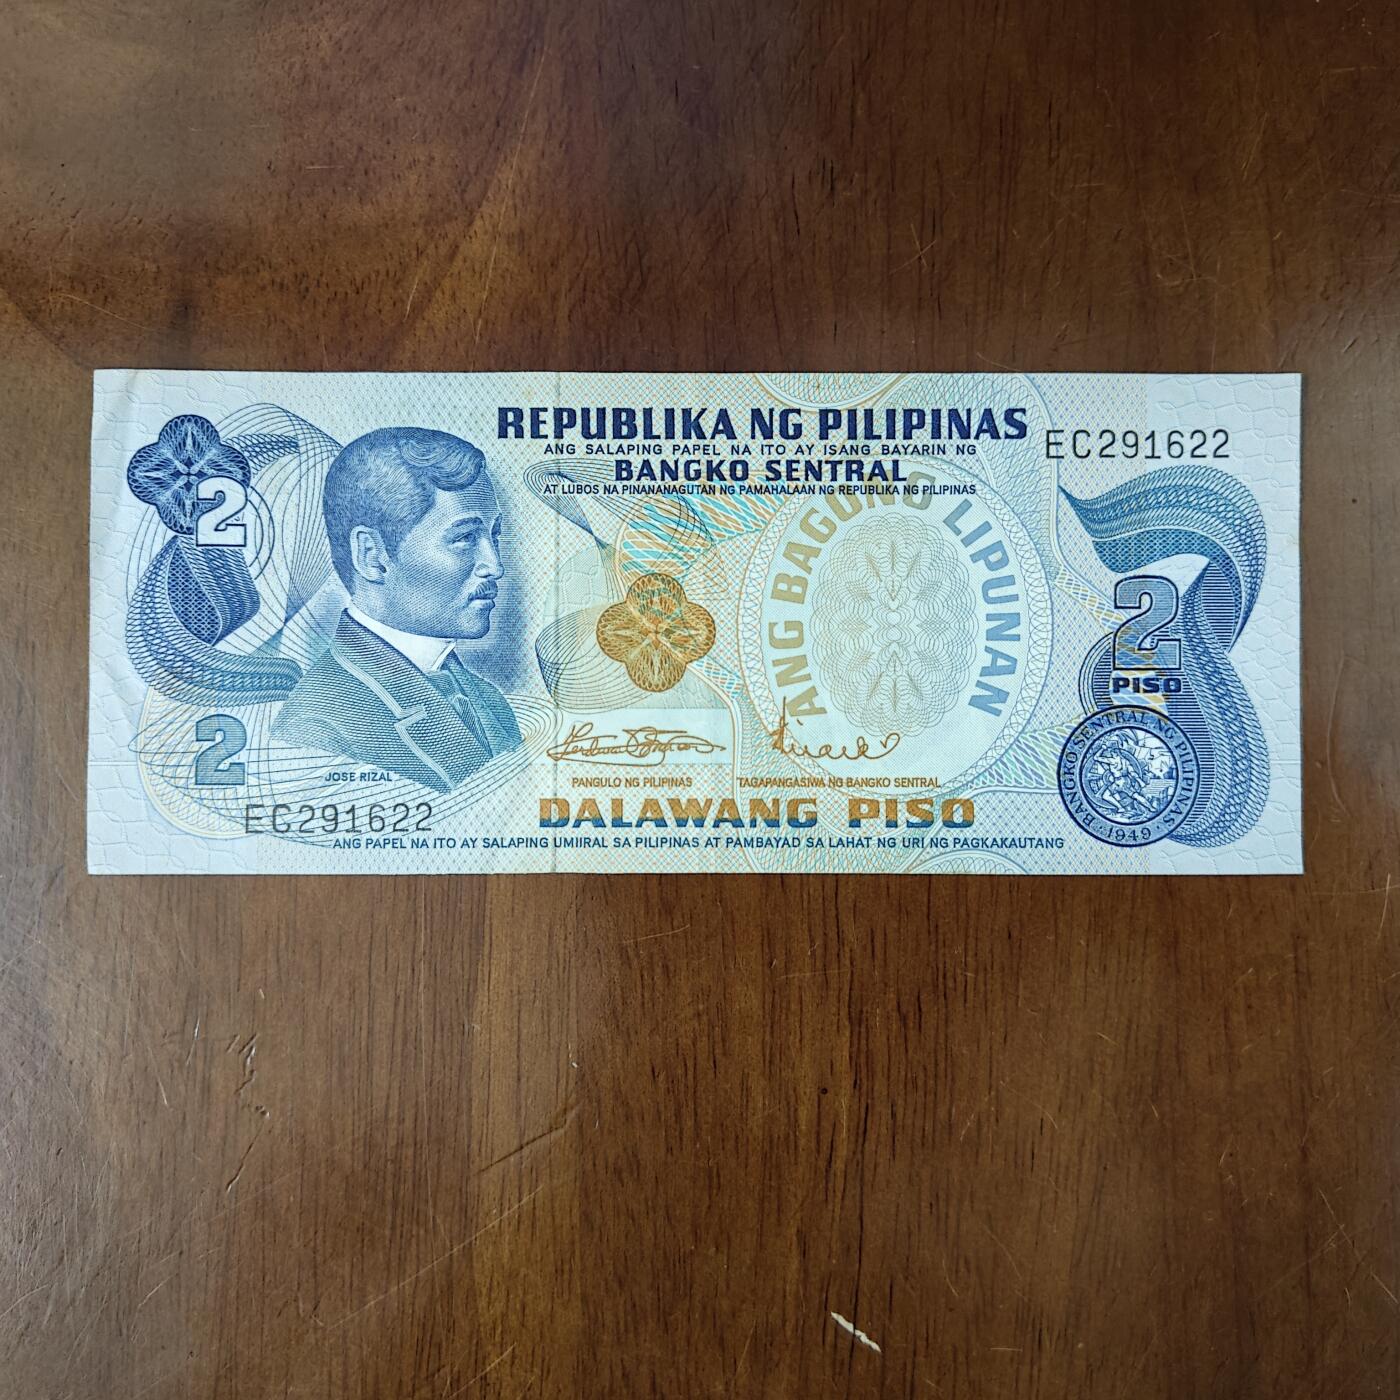 REPUBLIKA NG PILIPINAS
ANG SALAPING PAPEL NA ITO AY ISANG BAYARIN NG
BANGKO SENTRAL
AT LUBOS NA PINANANAGUTAN NG PAMAHALAAN NG REPUBLIKA NG PILIPINAS
EC291622
2
ANG BAGONG LIPUNAN
2
PISO
2
JOSE RIZAL
PANGULO NG PILIPINAS
TAGAPANGASIWA NG BANGKO SENTRAL
BANGKO SENTRAL NG PILIPINAS
1949
EC291622
DALAWANG PISO
ANG PAPEL NA ITO AY SALAPING UMIIRAL SA PILIPINAS AT PAMBAYAD SA LAHAT NG URI NG PAGKAKAUTANG